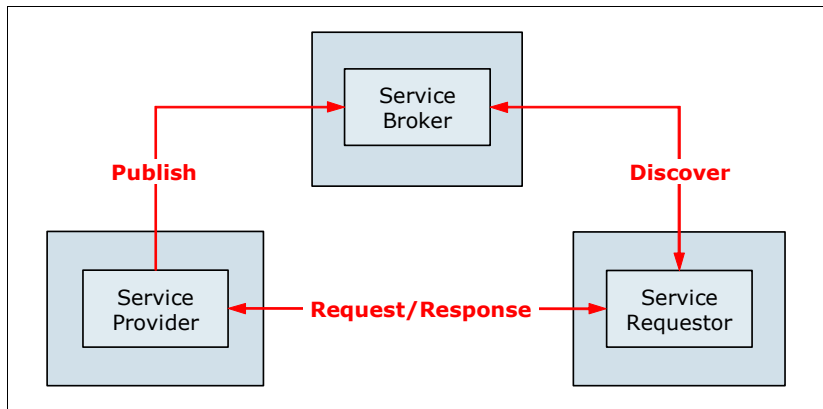 Service
Broker
Publish
Discover
Service
Provider
Request/Response
Service
Requestor